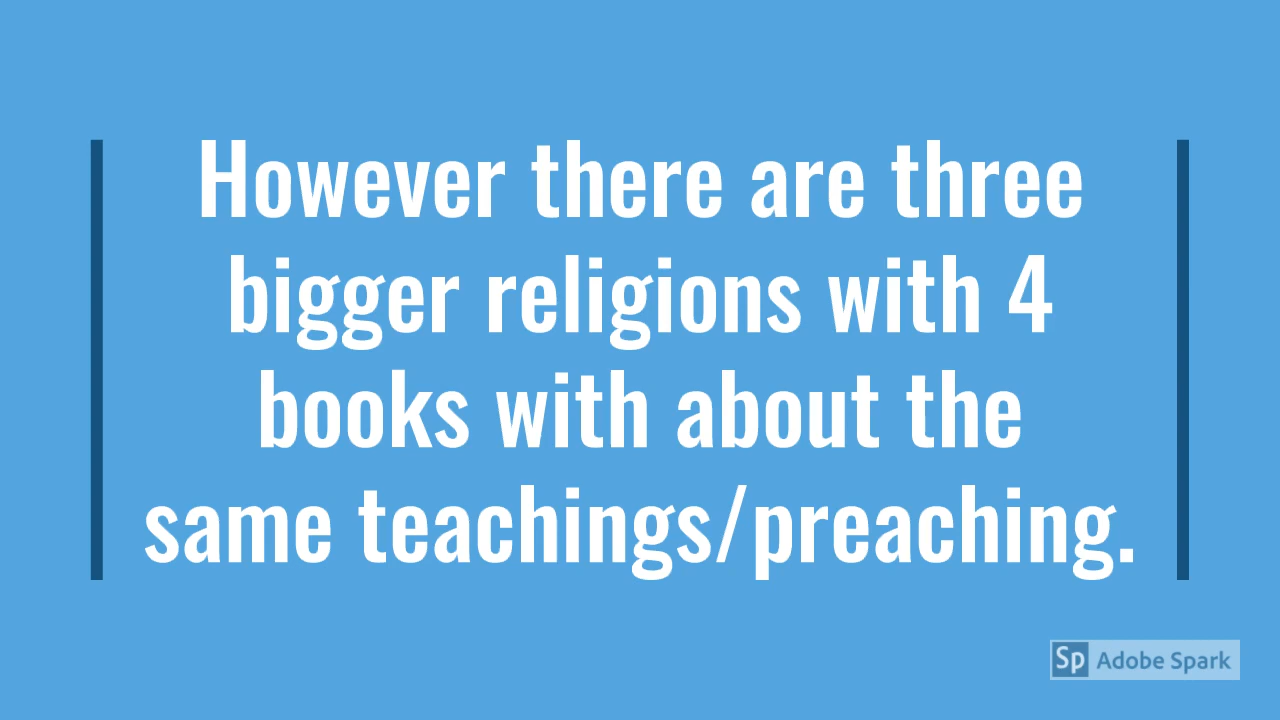 However there are three
bigger religions with 4
books with about the
same teachings/preaching.
Sp Adobe Spark